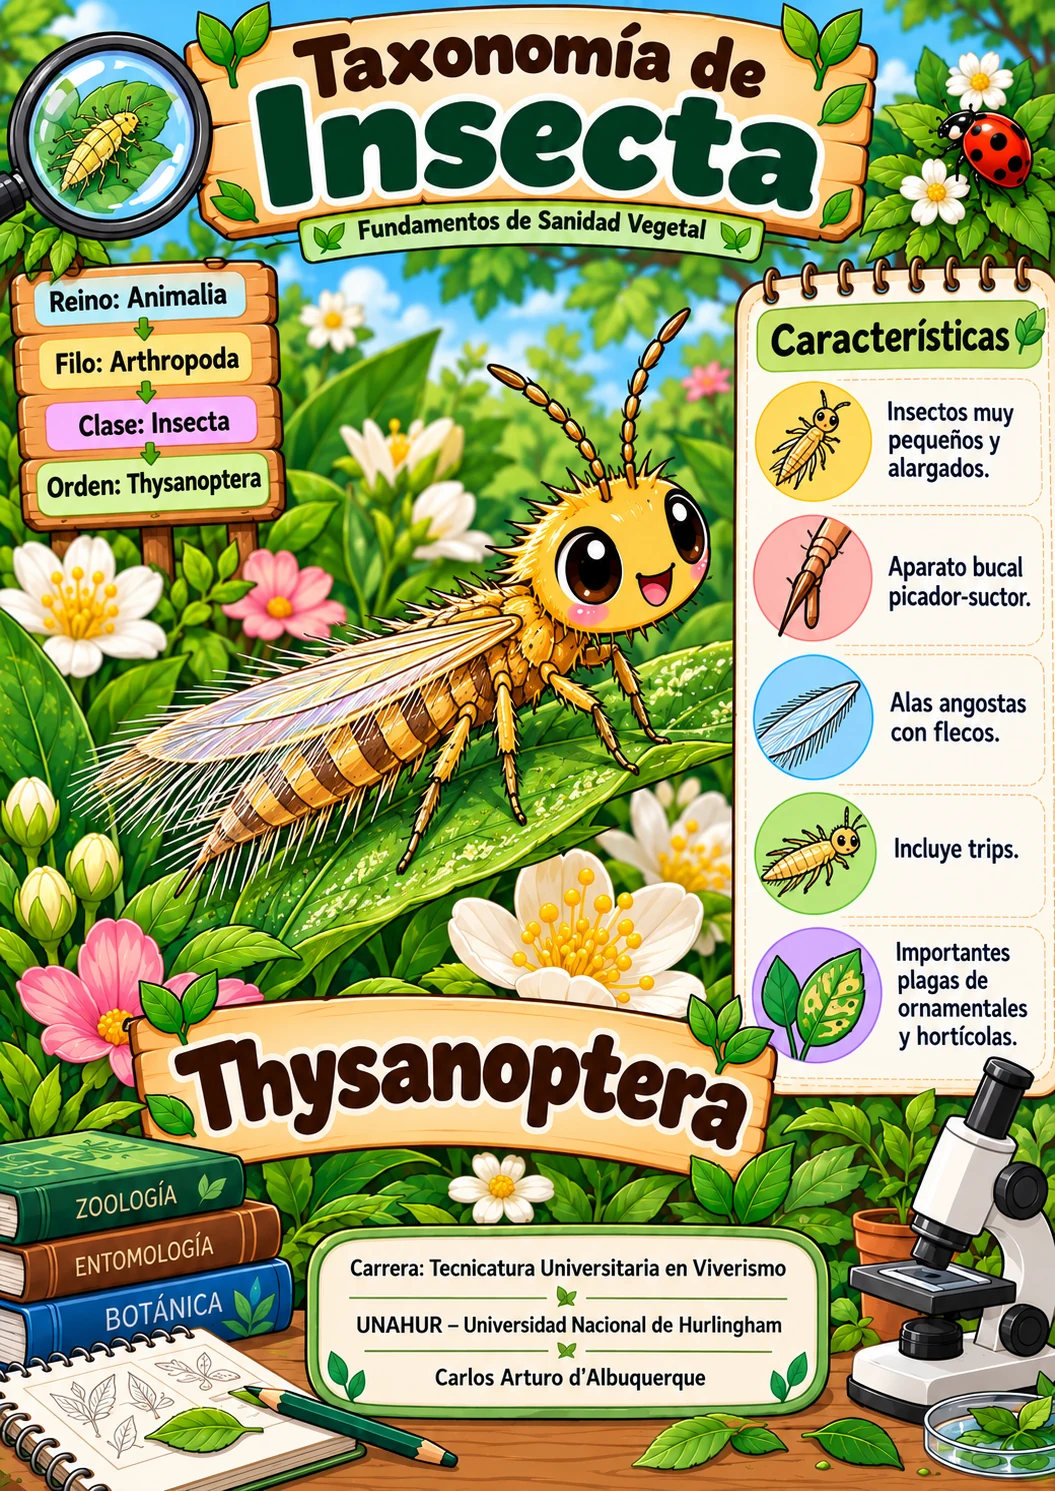 Taxonomía de
Insecta
Fundamentos de Sanidad Vegetal
Reino: Animalia
Filo: Arthropoda
Clase: Insecta
Orden: Thysanoptera
Características
Insectos muy
pequeños y
alargados.
Aparato bucal
picador-suctor.
Alas angostas
con flecos.
Incluye trips.
Importantes
plagas de
ornamentales
y hortícolas.
Thysanoptera
ZOOLOGÍA
ENTOMOLOGÍA
BOTÁNICA
Carrera: Tecnicatura Universitaria en Viverismo
UNAHUR – Universidad Nacional de Hurlingham
Carlos Arturo d'Albuquerque